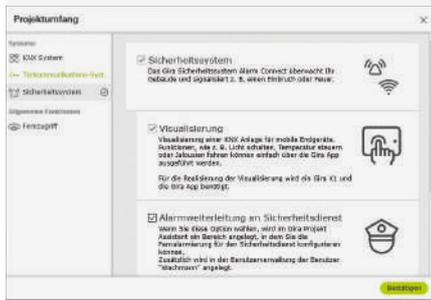 Projektumfang
Systeme
KNX System
Türkommunikations-Syst.
Sicherheitssystem
Allgemeine Funktionen
Fernzugriff
Sicherheitssystem
Das Gira Sicherheitssystem Alarm Connect überwacht Ihr
Gebäude und signalisiert z. B. einen Einbruch oder Feuer.
Visualisierung
Visualisierung einer KNX Anlage für mobile Endgeräte.
Funktionen, wie z. B. Licht schalten, Temperatur steuern
oder Jalousien fahren können einfach über die Gira App
ausgeführt werden.
Für die Realisierung der Visualisierung wird ein Gira X1 und
die Gira App benötigt.
Alarmweiterleitung an Sicherheitsdienst
Wenn Sie diese Option wählen, wird im Gira Projekt
Assistent ein Bereich angelegt, in dem Sie die
Fernalarmierung für den Sicherheitsdienst konfigurieren
können.
Zusätzlich wird in der Benutzerverwaltung der Benutzer
"Wachmann" angelegt.
Bestätigen